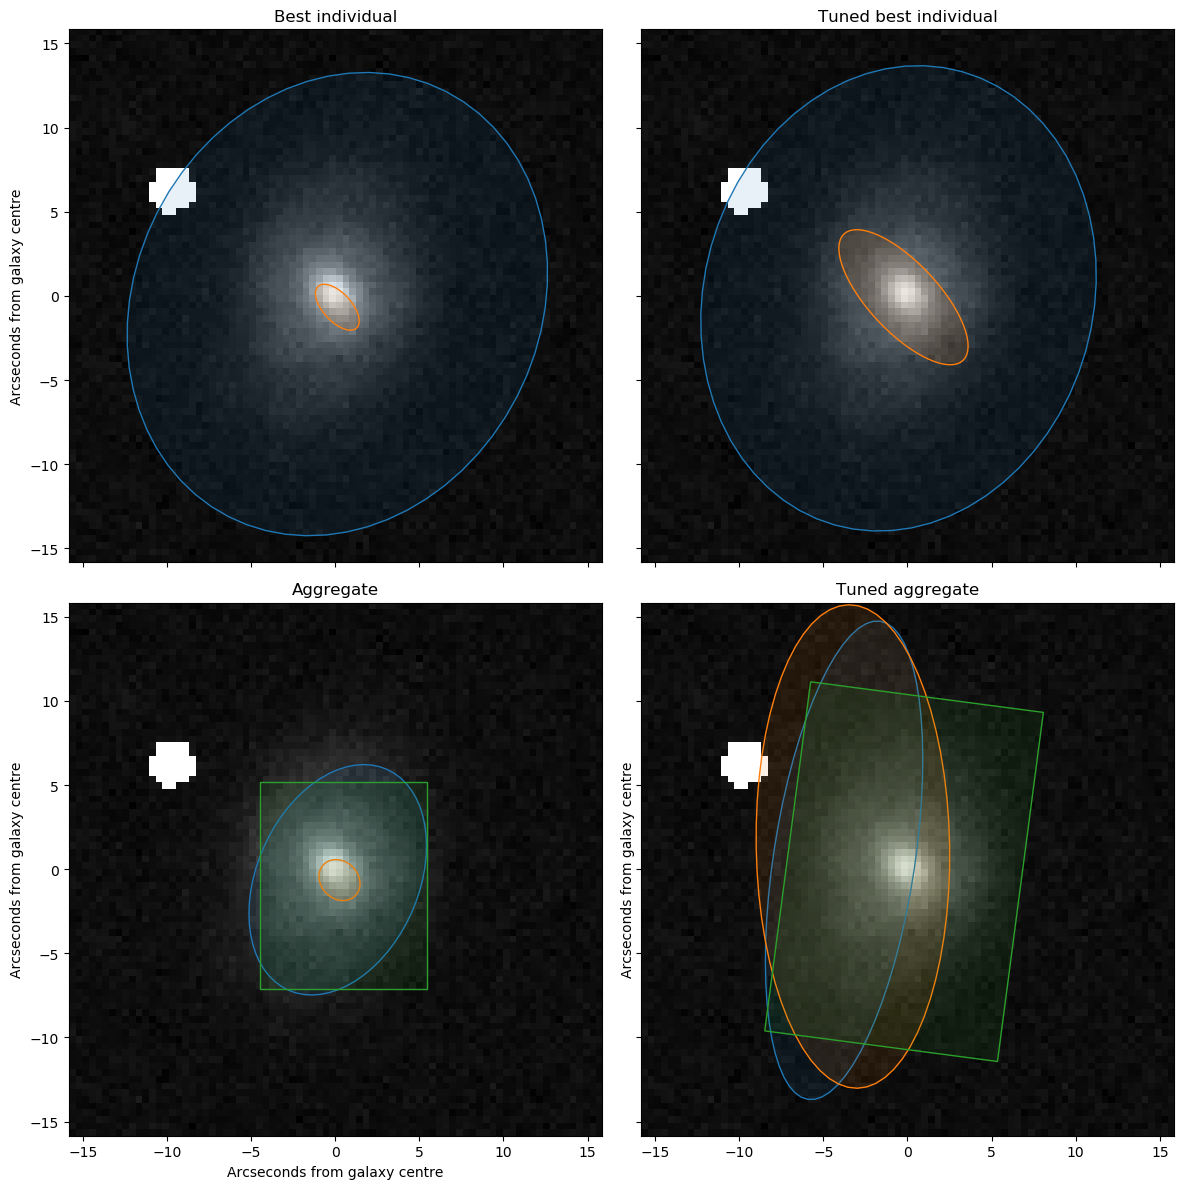 Best individual
Tuned best individual
15
10
5
0
−5
−10
−15
Arcseconds from galaxy centre
Aggregate
Tuned aggregate
15
10
5
0
−5
−10
−15
Arcseconds from galaxy centre
Arcseconds from galaxy centre
−15 −10 −5 0 5 10 15
−15 −10 −5 0 5 10 15
Arcseconds from galaxy centre